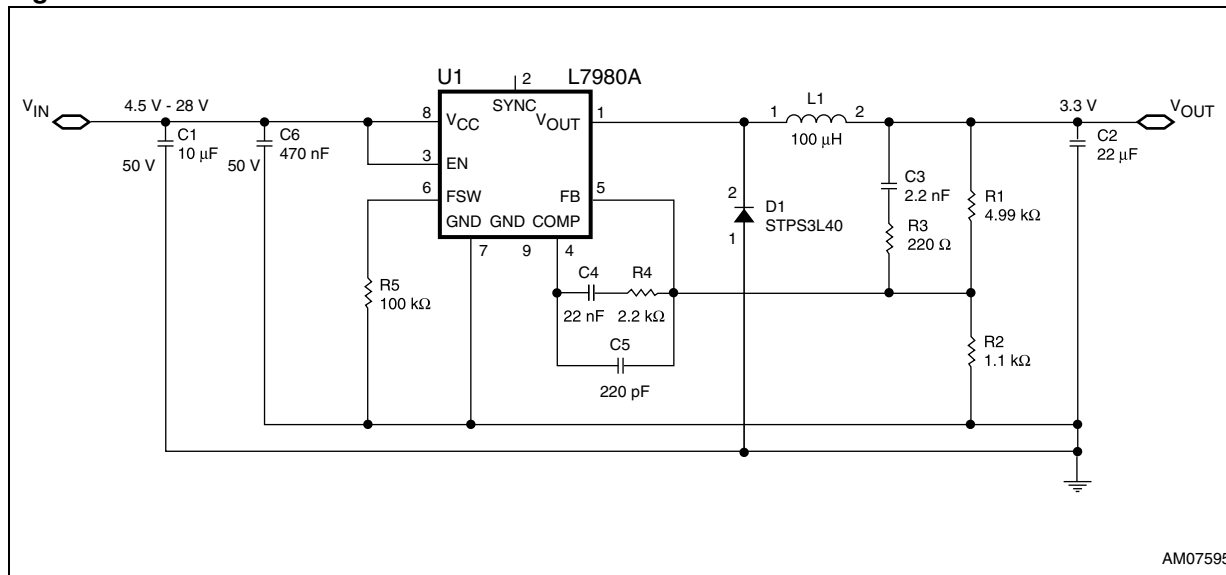 U1
L7980A
2
SYNC
V_IN
4.5 V - 28 V
8
V_CC
V_OUT
1
1
L1
2
100 μH
3.3 V
V_OUT
C1
10 μF
50 V
C6
470 nF
50 V
3
EN
6
FSW
FB
5
GND
GND
COMP
7
9
4
2
D1
STPS3L40
1
C3
2.2 nF
R3
220 Ω
R1
4.99 kΩ
C2
22 μF
R5
100 kΩ
C4
22 nF
R4
2.2 kΩ
C5
220 pF
R2
1.1 kΩ
AM07595